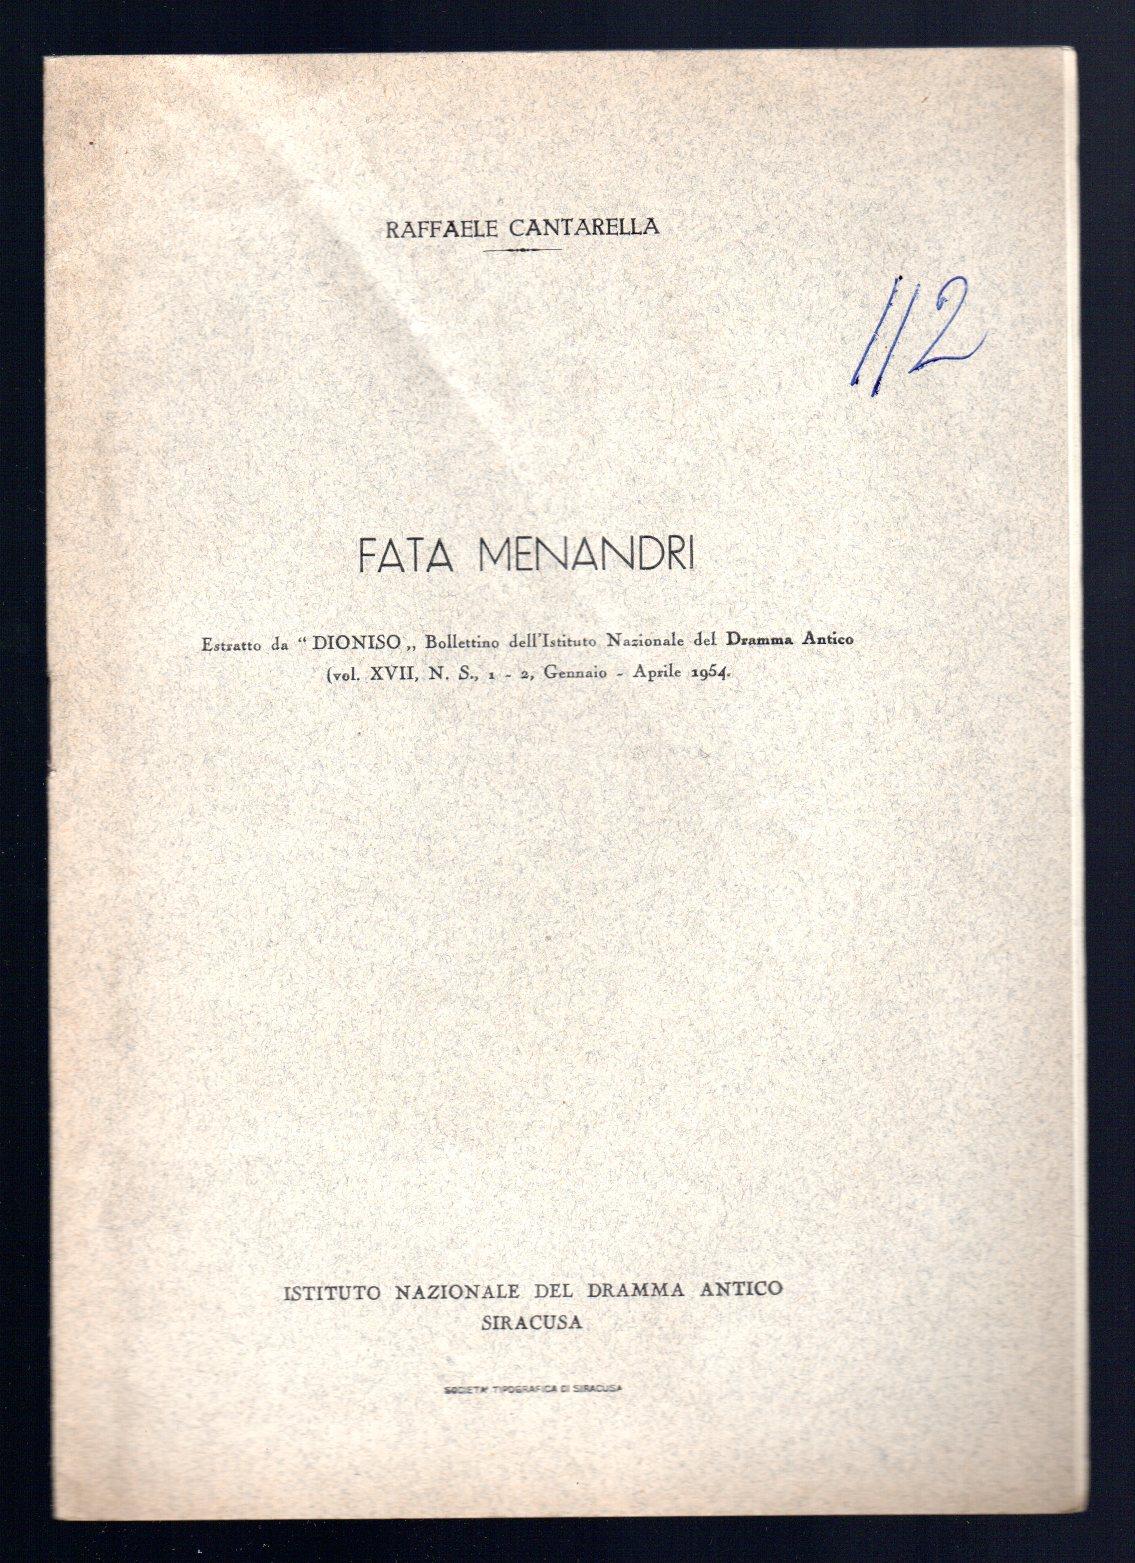 RAFFAELE CANTARELLA
112
FATA MENANDRI
Estratto da “ DIONISO „ Bollettino dell'Istituto Nazionale del Dramma Antico
(vol. XVII, N. S., 1 - 2, Gennaio - Aprile 1954.
ISTITUTO NAZIONALE DEL DRAMMA ANTICO
SIRACUSA
SOCIETA' TIPOGRAFICA DI SIRACUSA